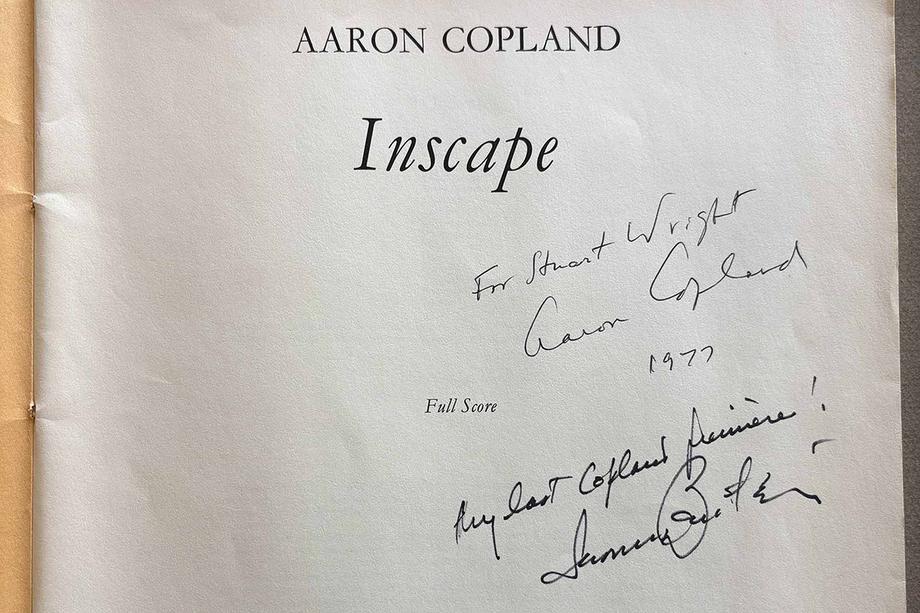 AARON COPLAND
Inscape
For Stuart Wright
Aaron Copland
1977
Full Score
My last Copland première!
Leonard Bernstein